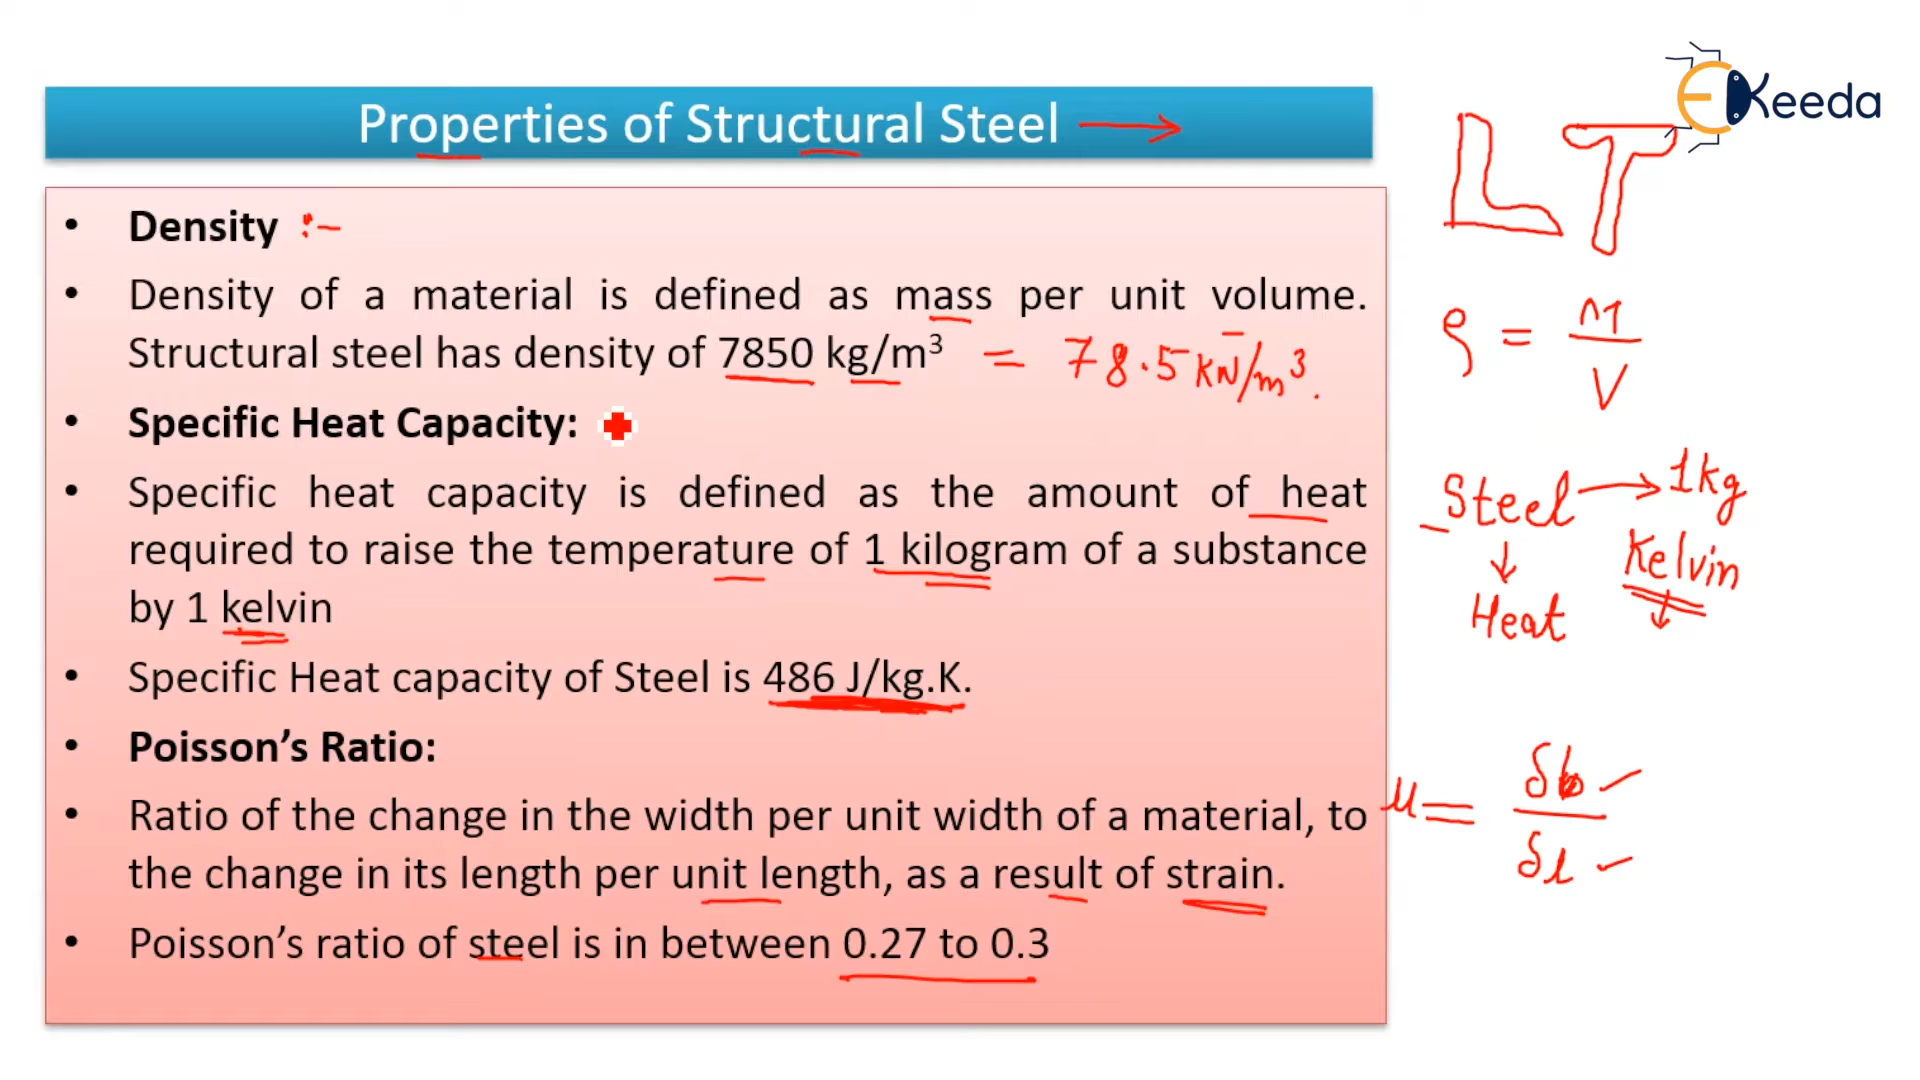 EKeeda
Properties of Structural Steel →
L T
• Density :-
• Density of a material is defined as mass per unit volume.
Structural steel has density of 7850 kg/m³ = 78.5 kN/m³.
ρ = M/V
• Specific Heat Capacity:
• Specific heat capacity is defined as the amount of heat
required to raise the temperature of 1 kilogram of a substance
by 1 kelvin
Steel → 1kg
Kelvin
↓
↓
Heat
• Specific Heat capacity of Steel is 486 J/kg.K.
• Poisson’s Ratio:
• Ratio of the change in the width per unit width of a material, to
the change in its length per unit length, as a result of strain.
μ = δb/δl
• Poisson’s ratio of steel is in between 0.27 to 0.3